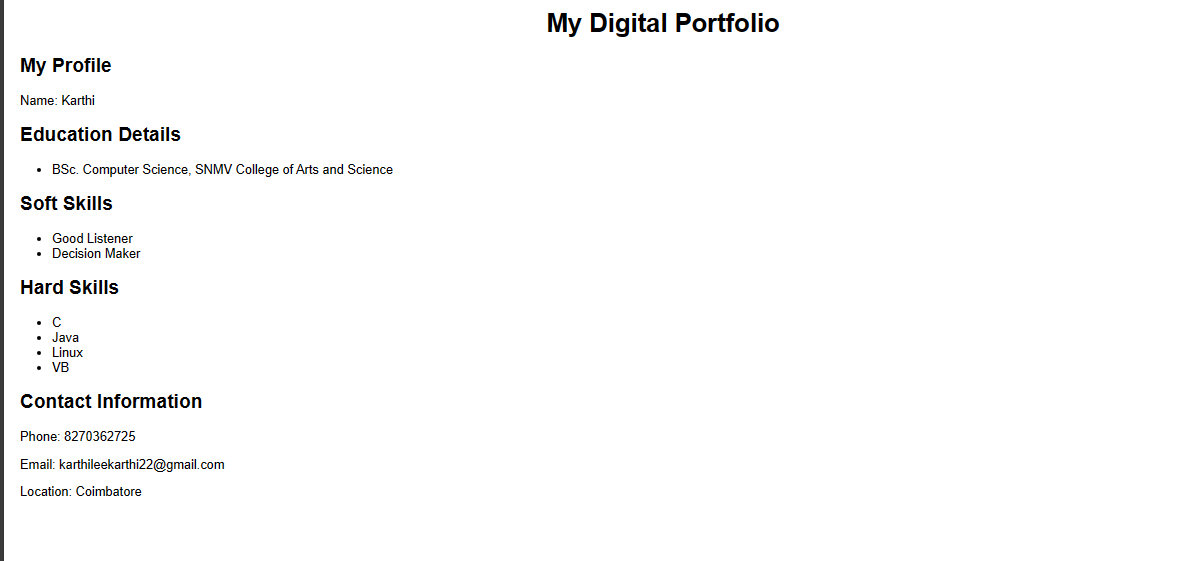 My Digital Portfolio
My Profile
Name: Karthi
Education Details
• BSc. Computer Science, SNMV College of Arts and Science
Soft Skills
• Good Listener
• Decision Maker
Hard Skills
• C
• Java
• Linux
• VB
Contact Information
Phone: 8270362725
Email: karthileekarthi22@gmail.com
Location: Coimbatore